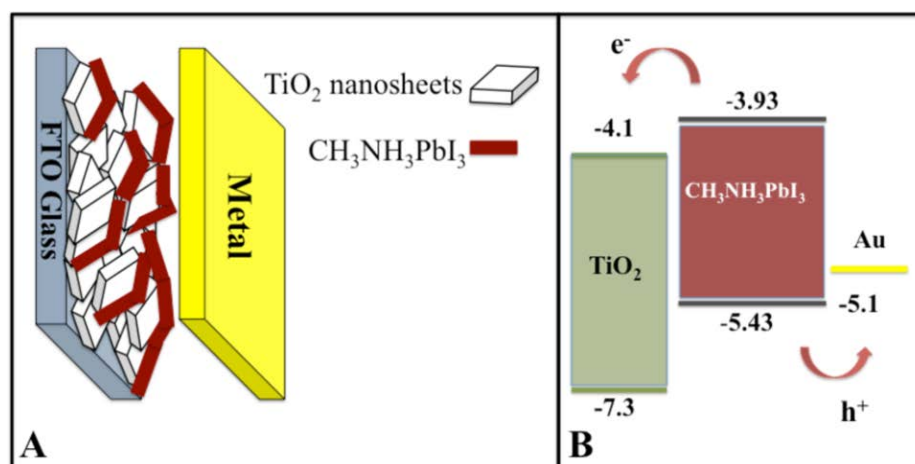 FTO Glass
TiO₂ nanosheets
CH₃NH₃PbI₃
Metal
A
e⁻
-4.1
-3.93
CH₃NH₃PbI₃
TiO₂
Au
-5.43
-5.1
-7.3
h⁺
B